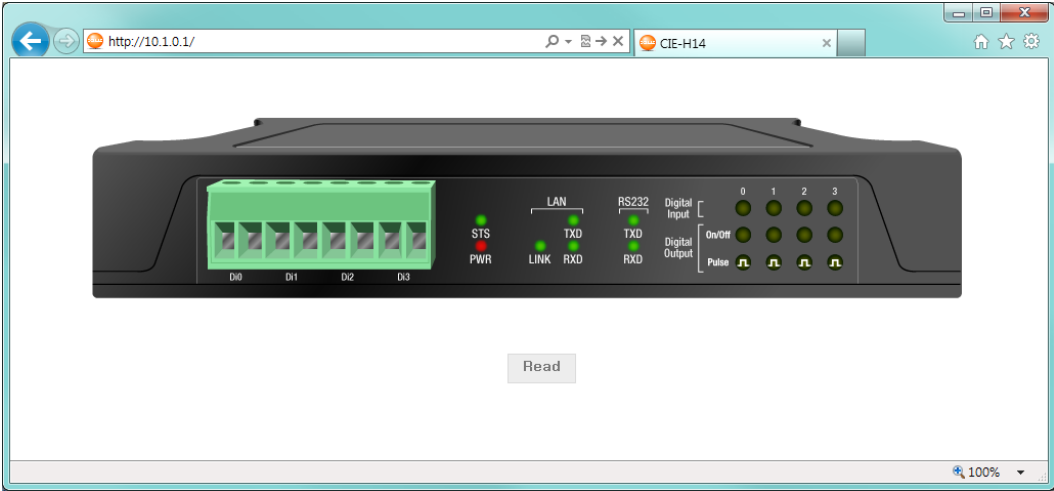 http://10.1.0.1/
CIE-H14
LAN
RS232
Digital
Input
0 1 2 3
STS
TXD
TXD
Digital
Output
On/Off
PWR
LINK
RXD
RXD
Pulse
Di0 Di1 Di2 Di3
Read
100%